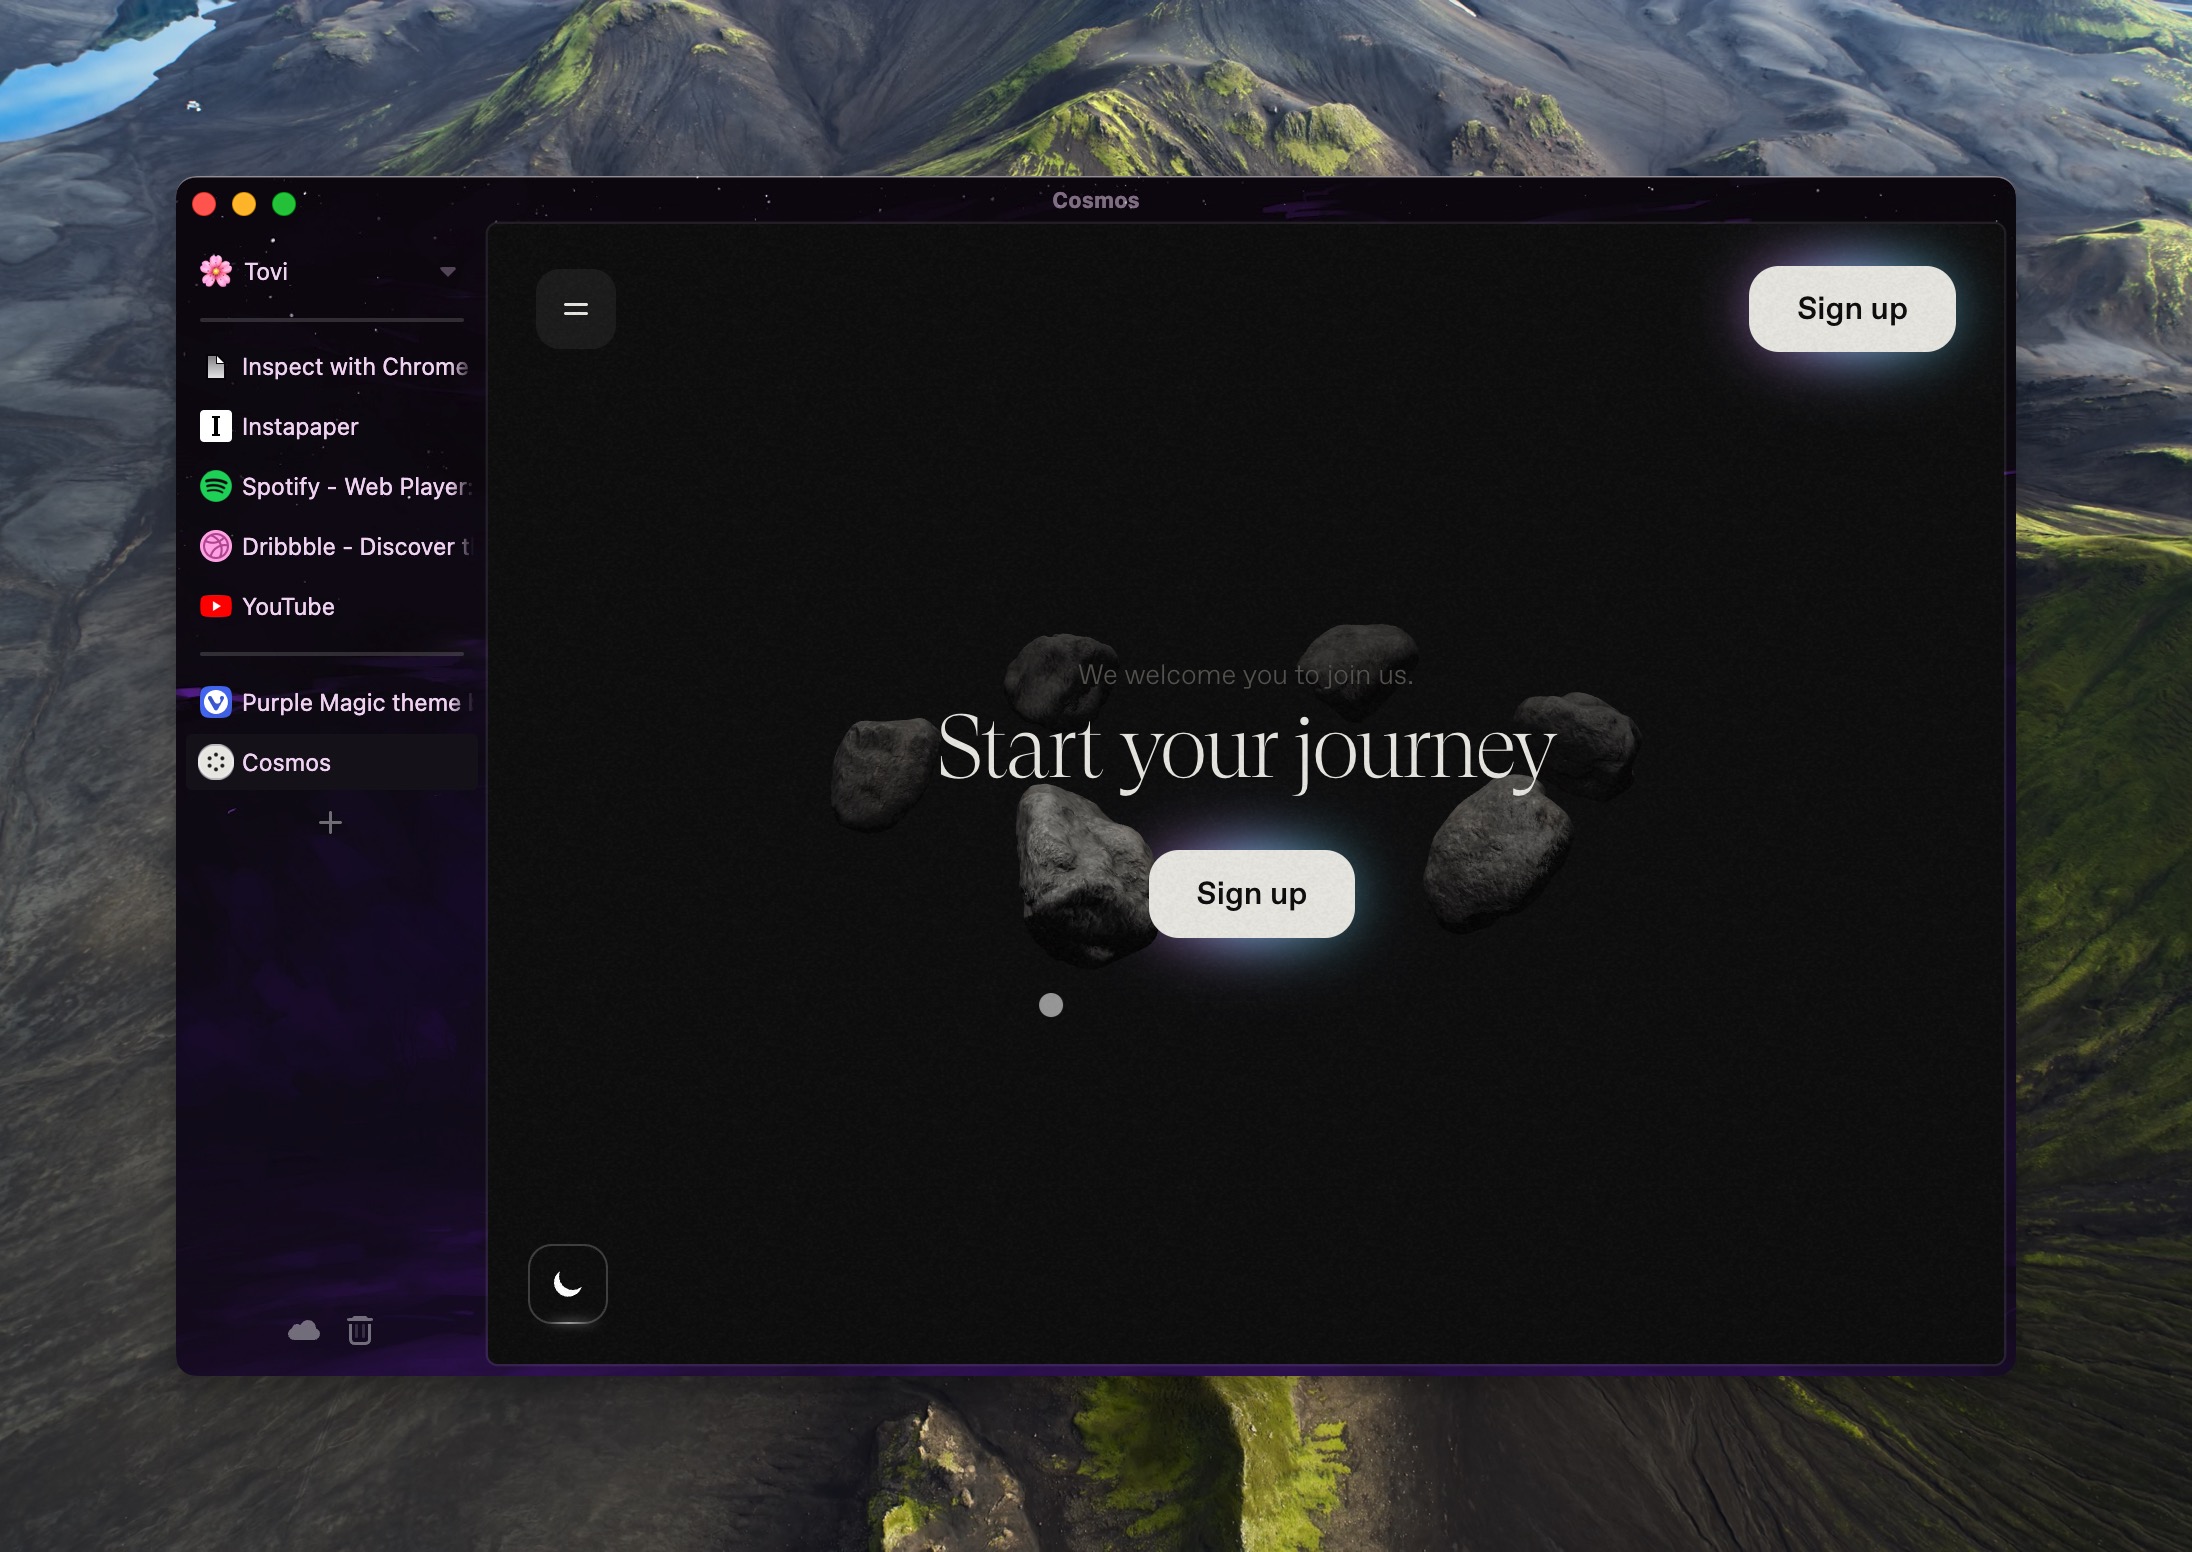 Cosmos
Tovi
Inspect with Chrome
Instapaper
Spotify - Web Player:
Dribbble - Discover t
YouTube
Purple Magic theme
Cosmos
Sign up
We welcome you to join us.
Start your journey
Sign up